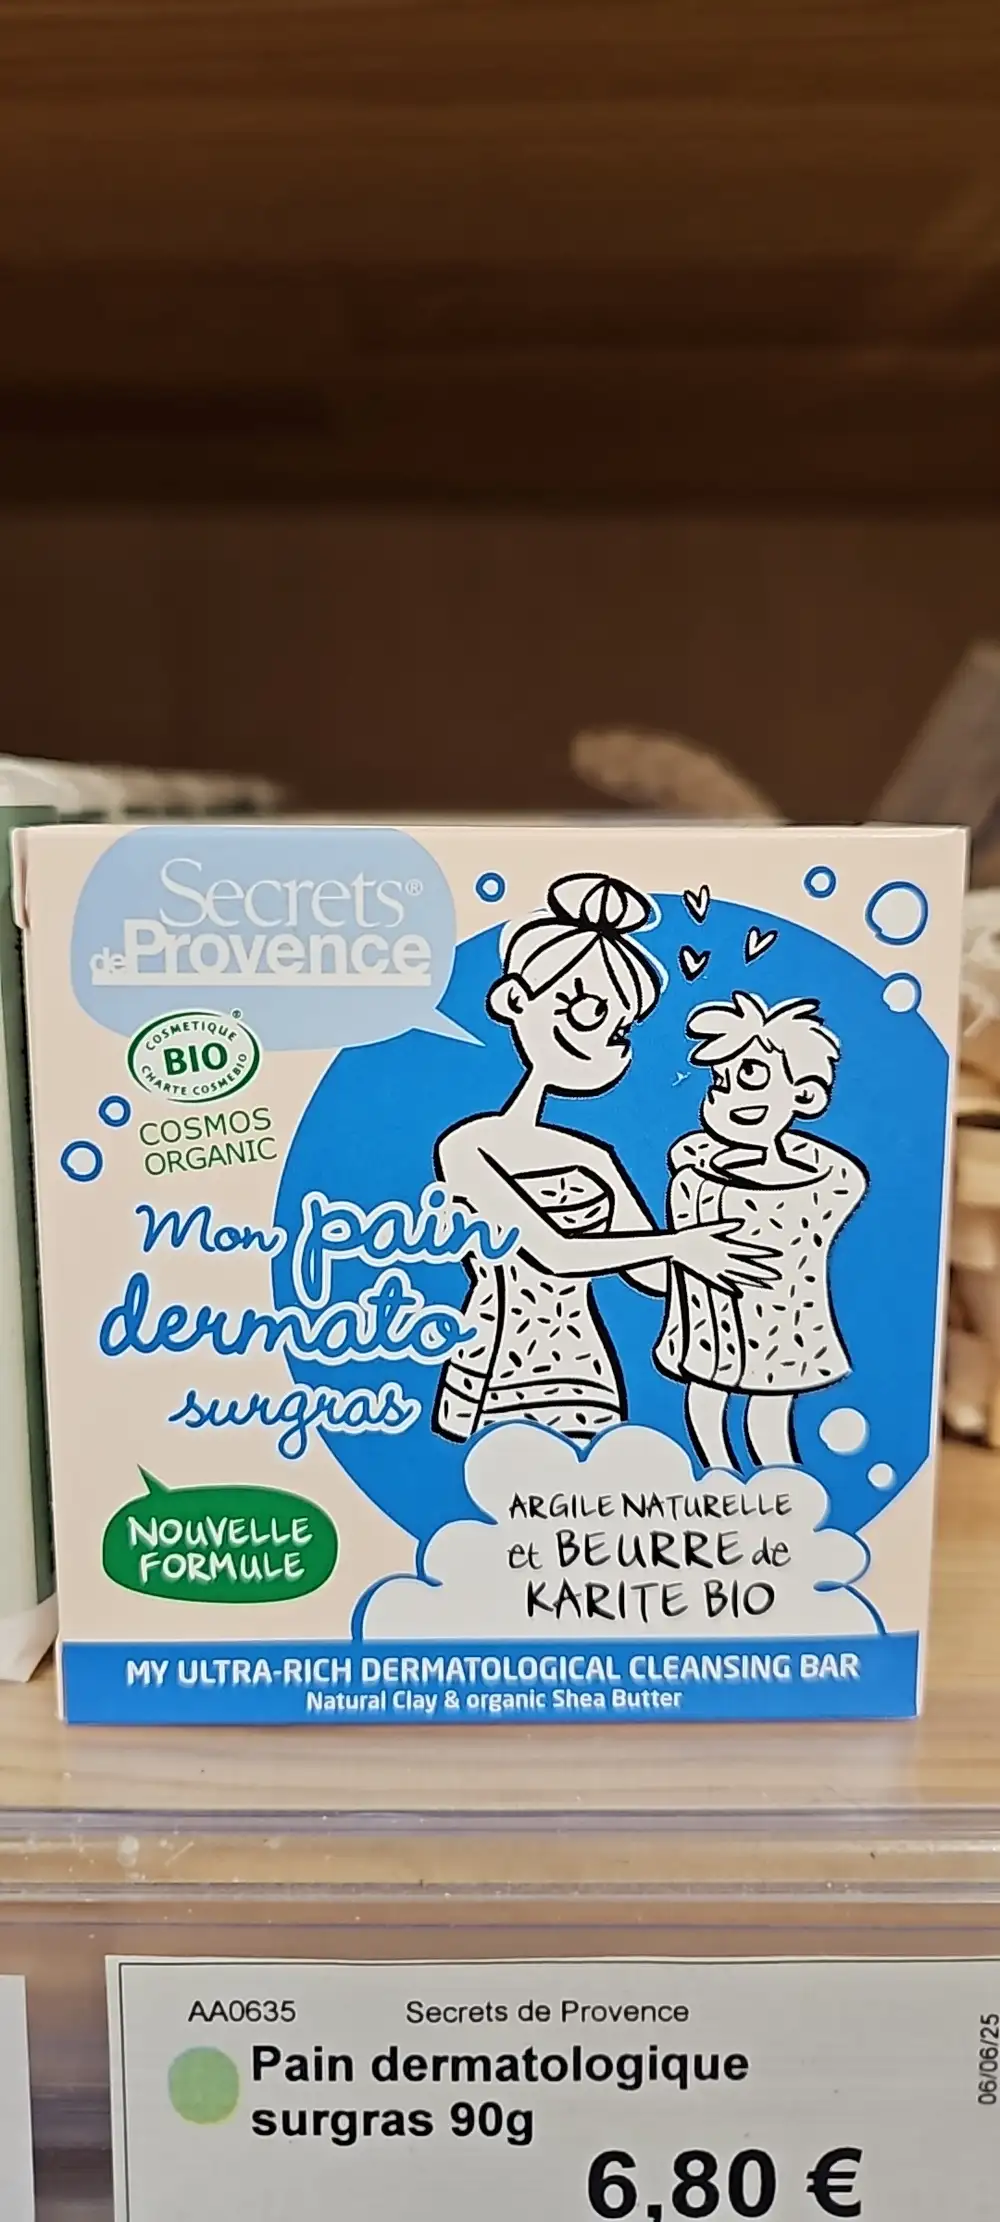 Secrets®
de Provence
COSMETIQUE
BIO®
CHARTE COSMEBIO
COSMOS
ORGANIC
Mon pain
dermato
surgras
NOUVELLE
FORMULE
ARGILE NATURELLE
et BEURRE de
KARITE BIO
MY ULTRA-RICH DERMATOLOGICAL CLEANSING BAR
Natural Clay & organic Shea Butter
AA0635 Secrets de Provence
Pain dermatologique
surgras 90g
6,80 €
06/06/25